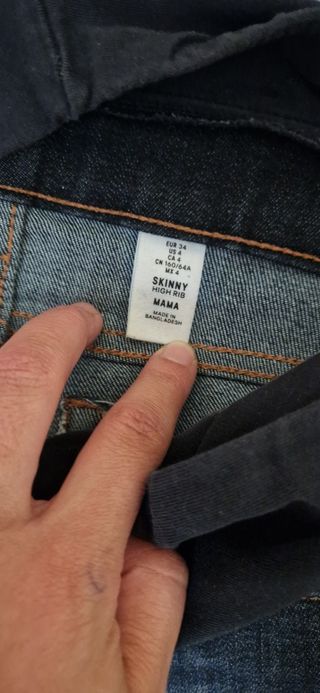 EUR 34
US 4
CA 4
CN 160/64A
MX 4
SKINNY
HIGH RIB
MAMA
MADE IN
BANGLADESH